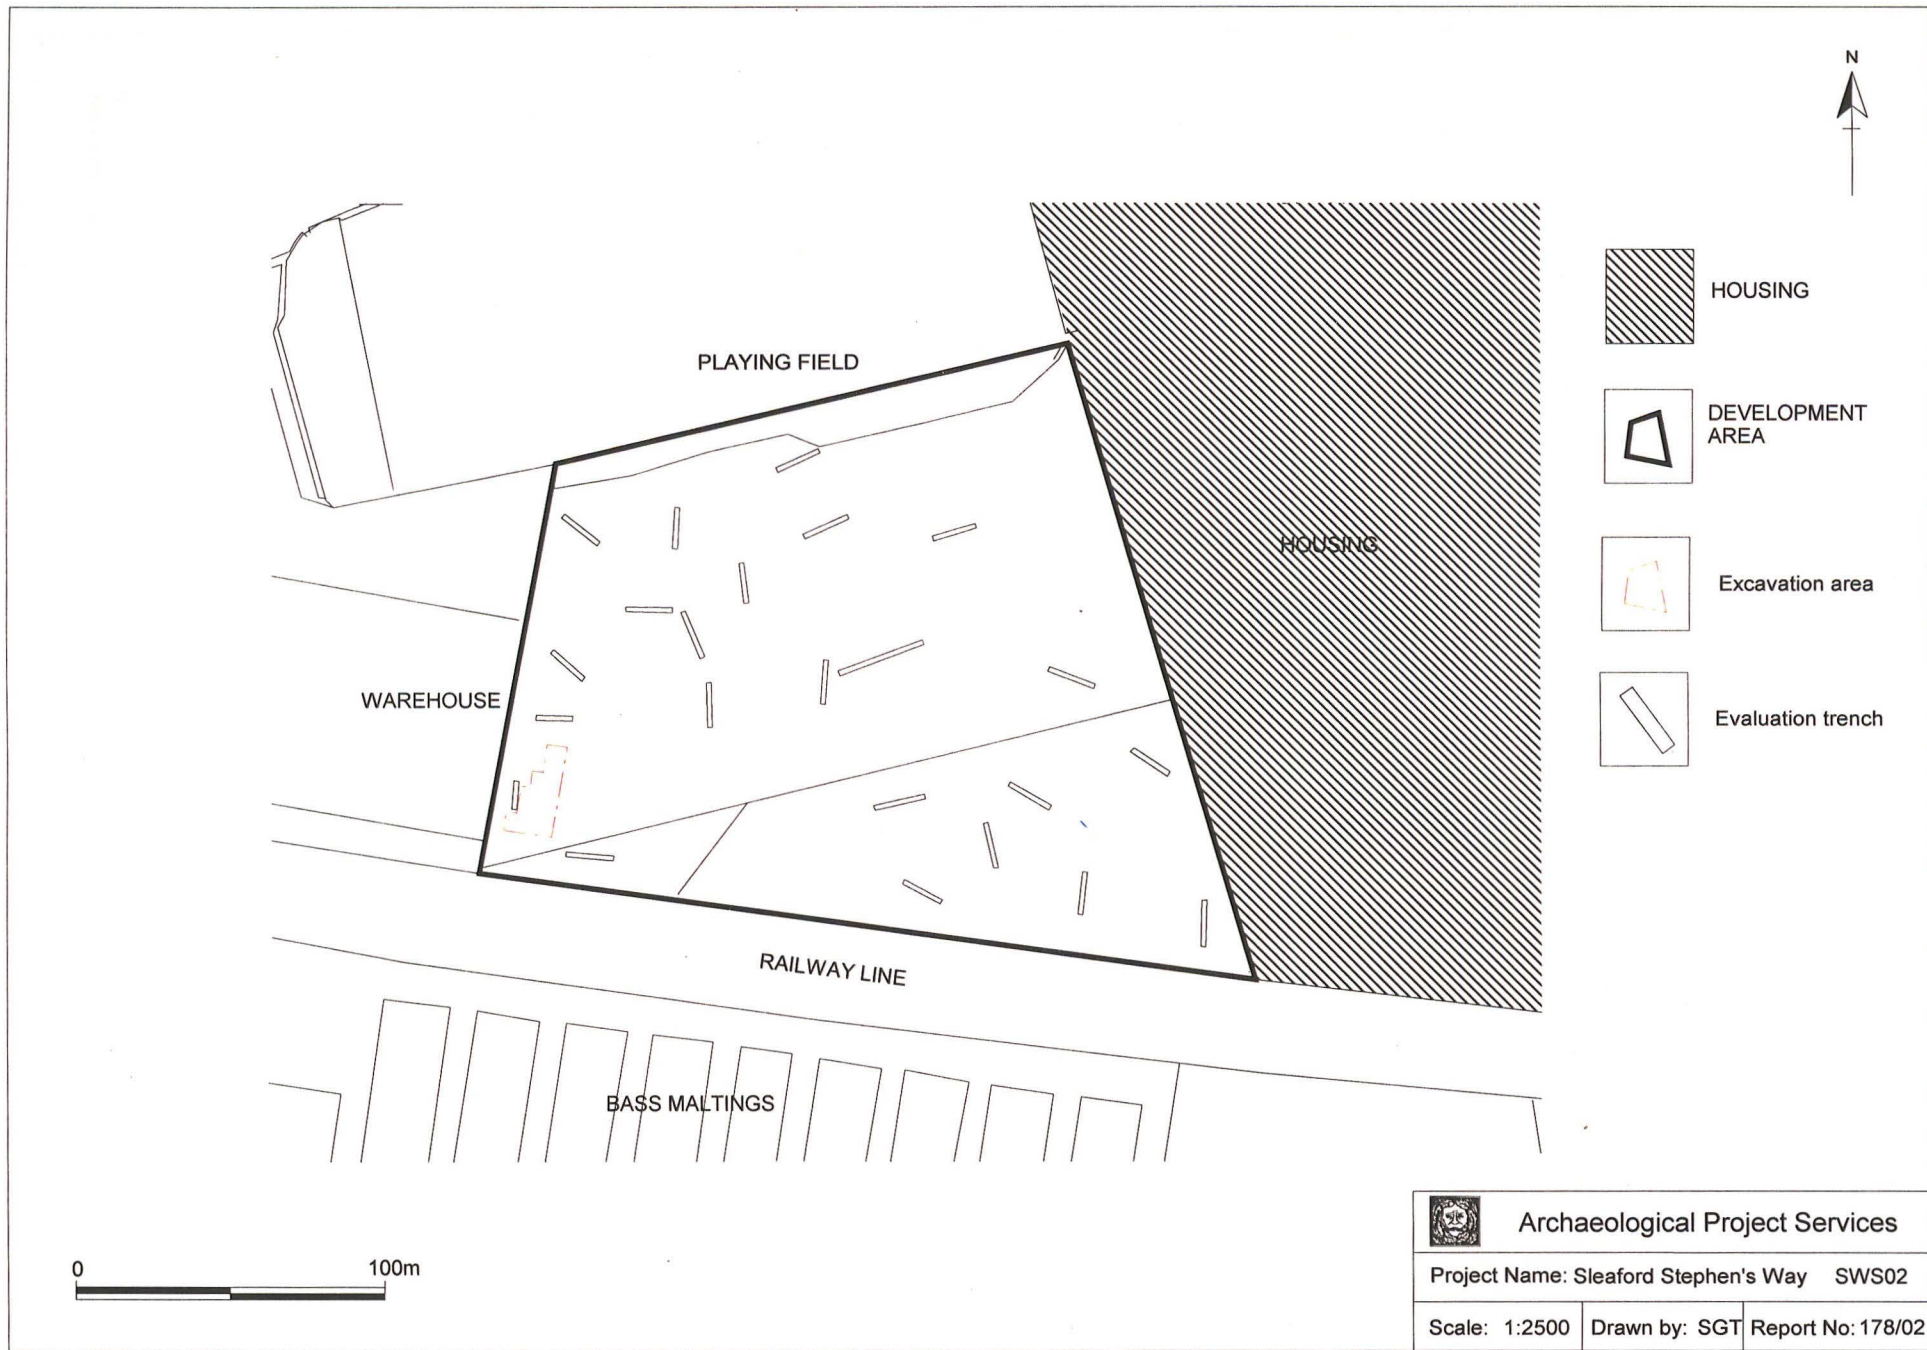 N
HOUSING
PLAYING FIELD
DEVELOPMENT
AREA
HOUSING
Excavation area
WAREHOUSE
Evaluation trench
RAILWAY LINE
BASS MALTINGS
0 100m
Archaeological Project Services
Project Name: Sleaford Stephen's Way SWS02
Scale: 1:2500 Drawn by: SGT Report No: 178/02